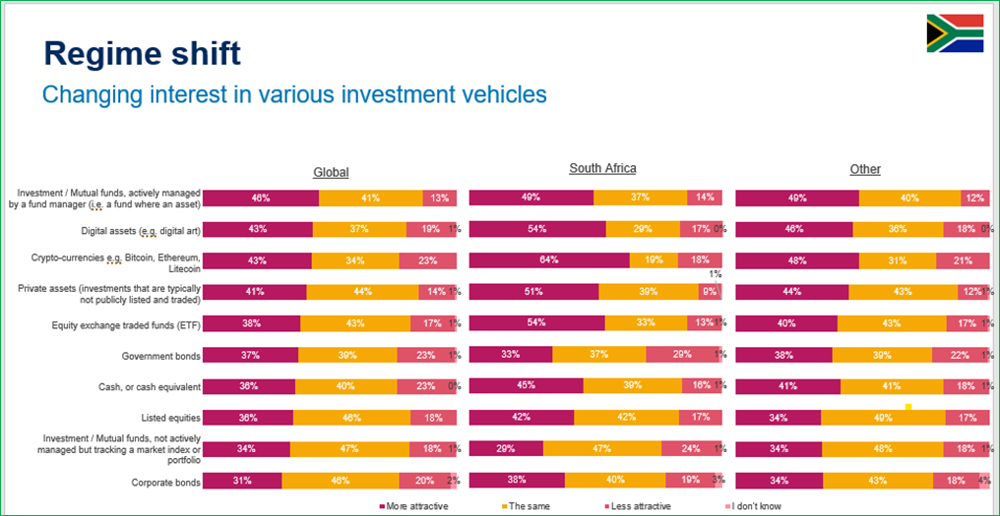 Regime shift
Changing interest in various investment vehicles
Global
South Africa
Other
Investment / Mutual funds, actively managed
by a fund manager (i.e. a fund where an asset)
46% 41% 13%
49% 37% 14%
49% 40% 12%
Digital assets (e.g. digital art)
43% 37% 19% 1%
54% 29% 17% 0%
46% 36% 18% 0%
Crypto-currencies e.g. Bitcoin, Ethereum,
Litecoin
43% 34% 23%
64% 19% 18%
48% 31% 21%
Private assets (investments that are typically
not publicly listed and traded)
41% 44% 14% 1%
51% 39% 9% 1%
44% 43% 12% 1%
Equity exchange traded funds (ETF)
38% 43% 17% 1%
54% 33% 13% 1%
40% 43% 17% 1%
Government bonds
37% 39% 23% 1%
33% 37% 29% 1%
38% 39% 22% 1%
Cash, or cash equivalent
36% 40% 23% 0%
45% 39% 16% 1%
41% 41% 18% 1%
Listed equities
36% 46% 18%
42% 42% 17%
34% 49% 17%
Investment / Mutual funds, not actively
managed but tracking a market index or
portfolio
34% 47% 18% 1%
29% 47% 24% 1%
34% 48% 18% 1%
Corporate bonds
31% 46% 20% 2%
38% 40% 19% 3%
34% 43% 18% 4%
More attractive
The same
Less attractive
I don't know